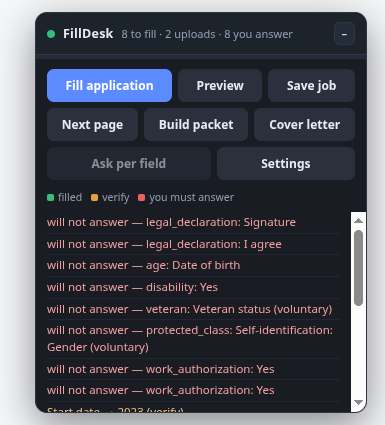 FillDesk 8 to fill · 2 uploads · 8 you answer –
Fill application Preview Save job
Next page Build packet Cover letter
Ask per field Settings
filled verify you must answer
will not answer — legal_declaration: Signature
will not answer — legal_declaration: I agree
will not answer — age: Date of birth
will not answer — disability: Yes
will not answer — veteran: Veteran status (voluntary)
will not answer — protected_class: Self-identification:
Gender (voluntary)
will not answer — work_authorization: Yes
will not answer — work_authorization: Yes
Start date → 2023 (verify)